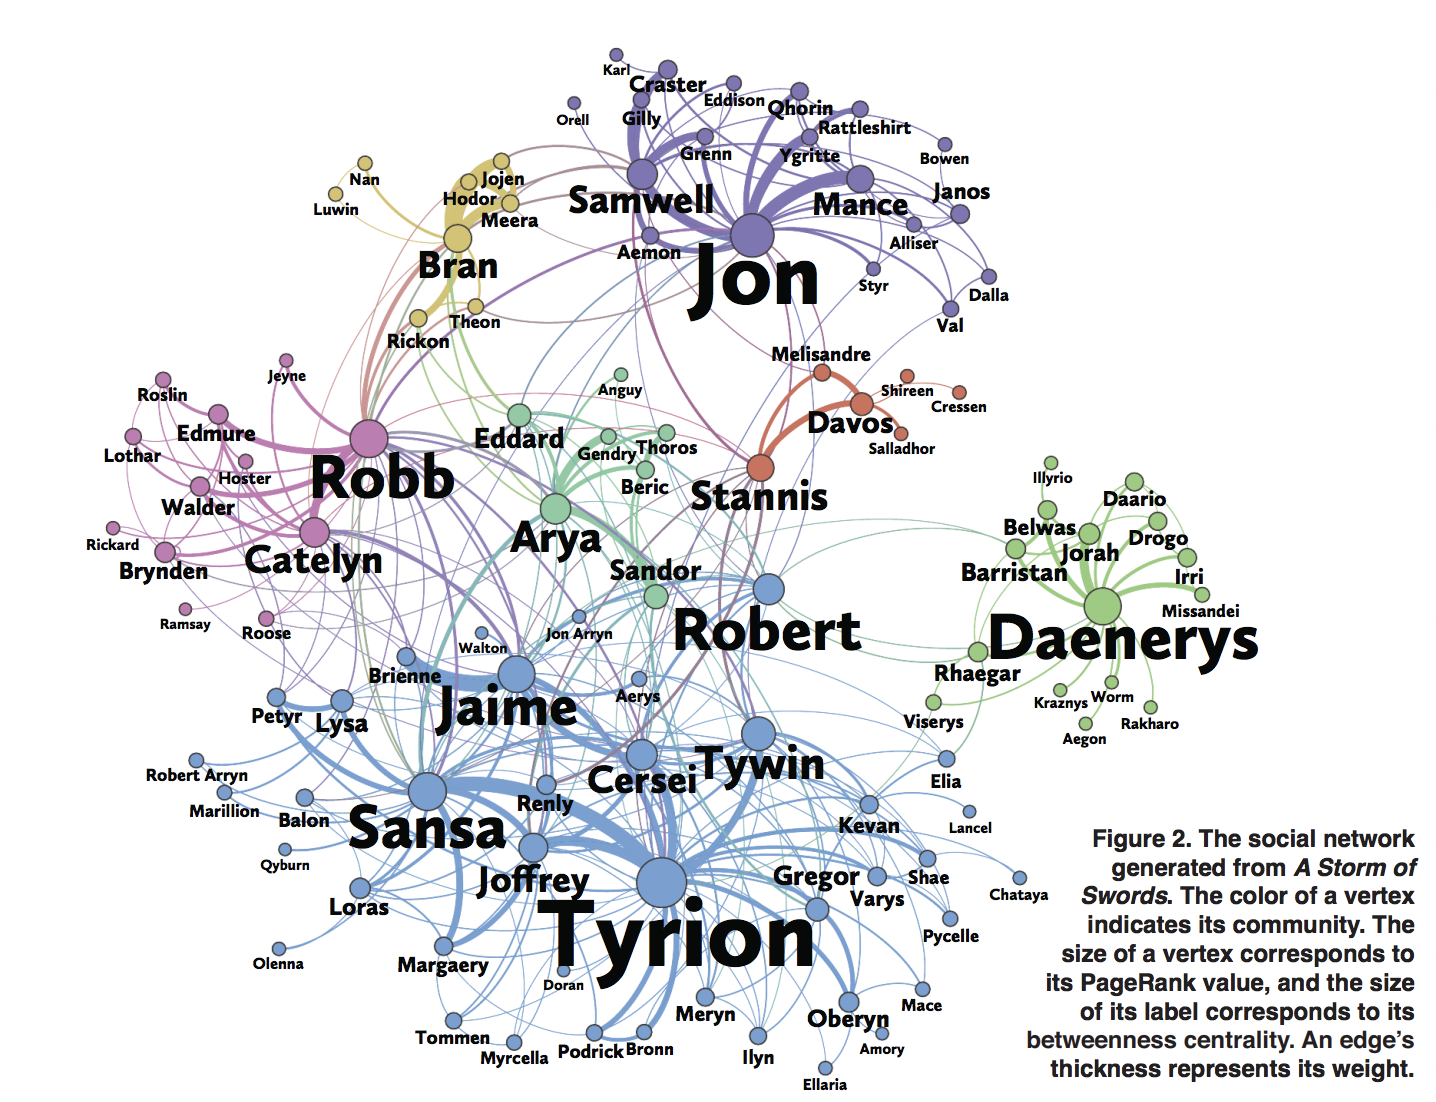 Karl
Craster
Eddison
Qhorin
Orell
Gilly
Rattleshirt
Grenn
Ygritte
Bowen
Nan
Jojen
Luwin
Hodor
Meera
Samwell
Mance
Janos
Aemon
Alliser
Bran
Jon
Styr
Dalla
Rickon
Theon
Val
Jeyne
Melisandre
Roslin
Anguy
Shireen
Cressen
Edmure
Eddard
Davos
Lothar
Gendry
Thoros
Salladhor
Hoster
Robb
Beric
Stannis
Illyrio
Walder
Daario
Rickard
Catelyn
Arya
Belwas
Jorah
Drogo
Brynden
Sandor
Barristan
Irri
Missandei
Ramsay
Roose
Jon Arryn
Robert
Daenerys
Walton
Brienne
Rhaegar
Petyr
Lysa
Jaime
Aerys
Kraznys
Worm
Viserys
Rakharo
Aegon
Robert Arryn
Cersei
Tywin
Elia
Marillion
Balon
Sansa
Renly
Kevan
Lancel
Qyburn
Joffrey
Gregor
Varys
Shae
Chataya
Loras
Tyrion
Pycelle
Olenna
Margaery
Doran
Meryn
Oberyn
Mace
Tommen
Myrcella
Podrick
Bronn
Ilyn
Amory
Ellaria
Figure 2. The social network
generated from A Storm of
Swords. The color of a vertex
indicates its community. The
size of a vertex corresponds to
its PageRank value, and the size
of its label corresponds to its
betweenness centrality. An edge’s
thickness represents its weight.